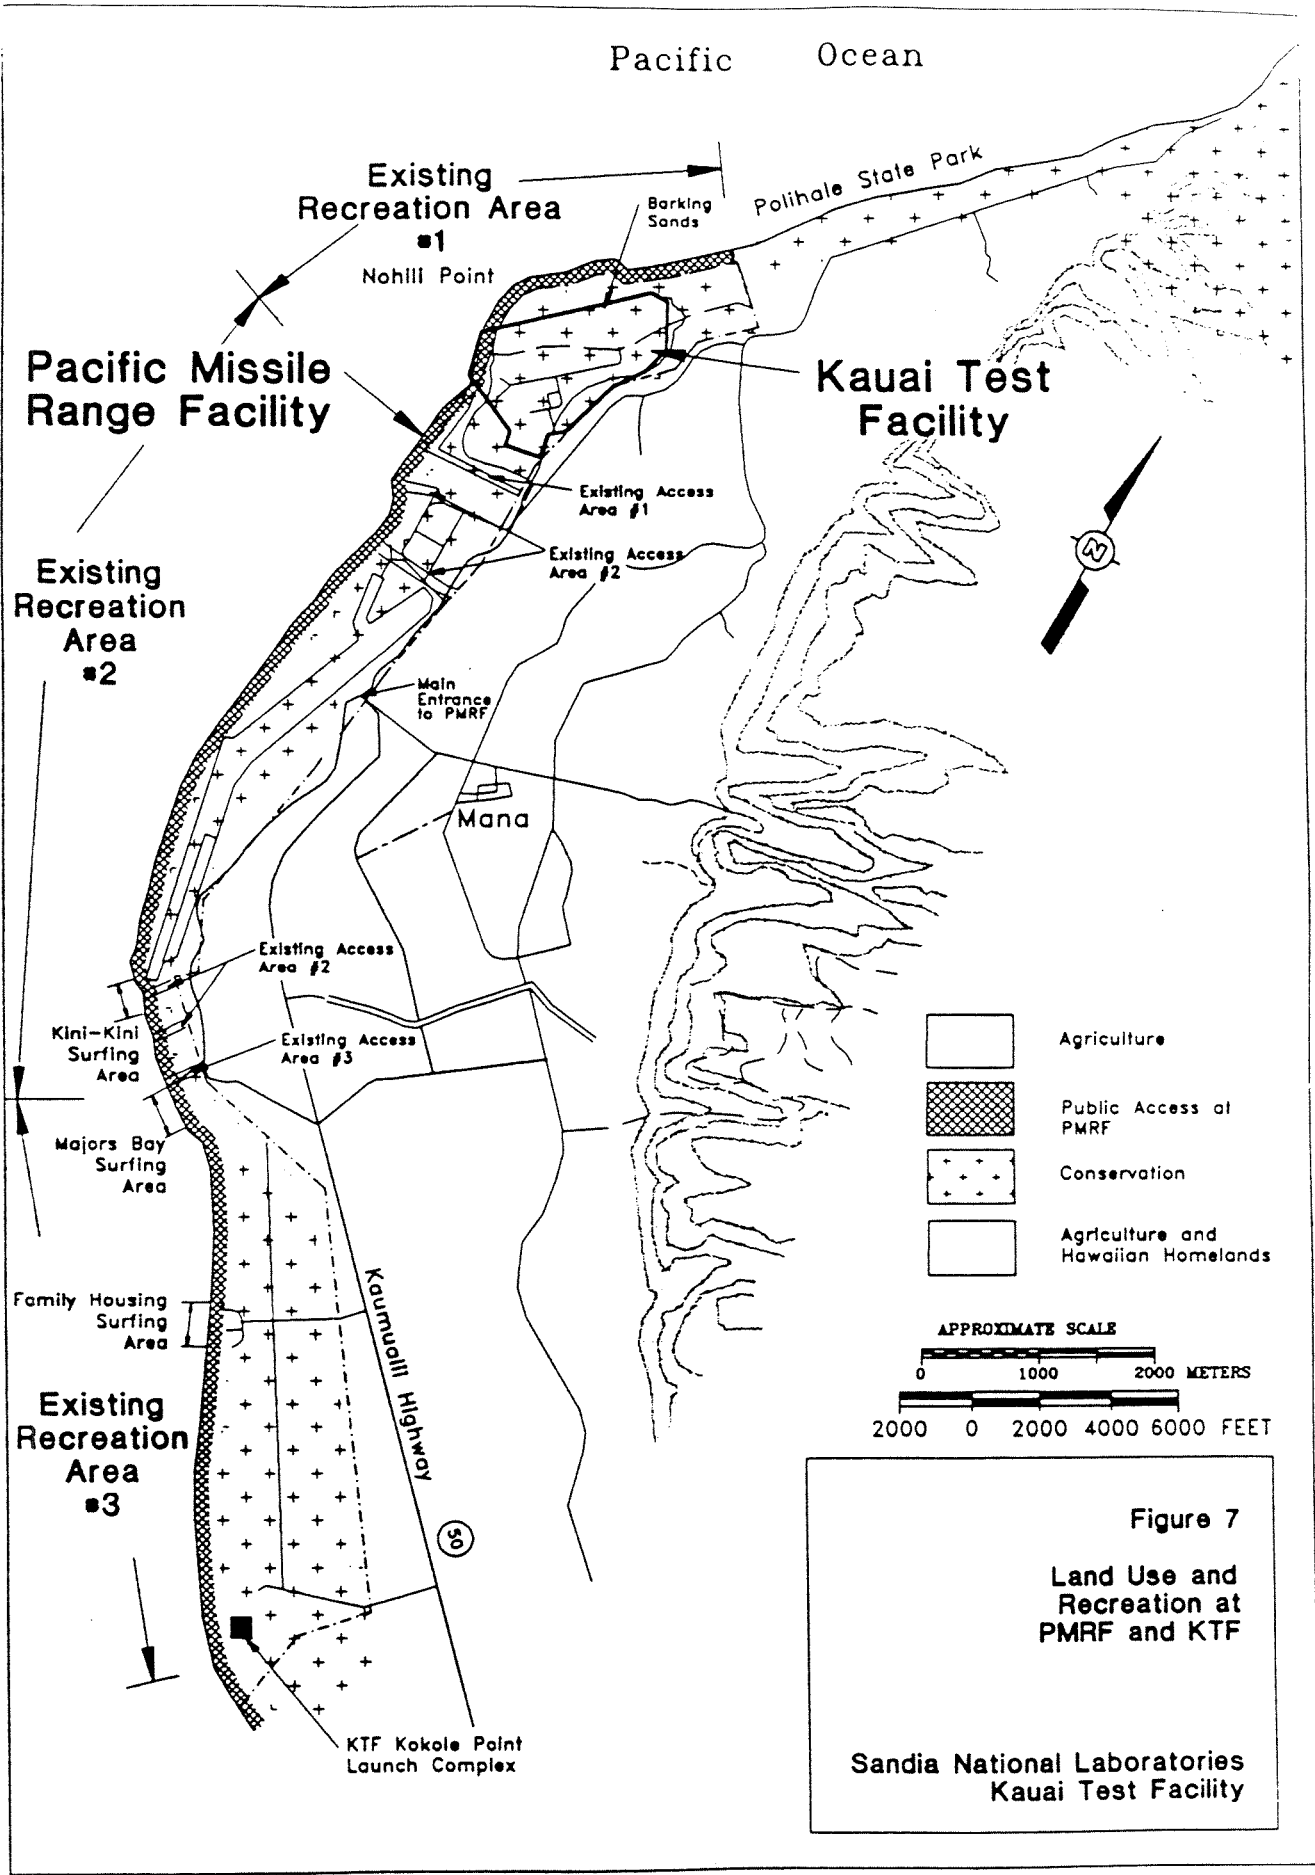 Pacific Ocean
Existing
Recreation Area
#1
Nohili Point
Barking
Sands
Polihale State Park
Pacific Missile
Range Facility
Kauai Test
Facility
Existing Access
Area #1
Existing Access
Area #2
N
Existing
Recreation
Area
#2
Main
Entrance
to PMRF
Mana
Existing Access
Area #2
Kini-Kini
Surfing
Area
Existing Access
Area #3
Majors Bay
Surfing
Area
Agriculture
Public Access at
PMRF
Conservation
Agriculture and
Hawaiian Homelands
Family Housing
Surfing
Area
Kaumualii Highway
50
APPROXIMATE SCALE
0 1000 2000 METERS
2000 0 2000 4000 6000 FEET
Existing
Recreation
Area
#3
KTF Kokole Point
Launch Complex
Figure 7
Land Use and
Recreation at
PMRF and KTF
Sandia National Laboratories
Kauai Test Facility